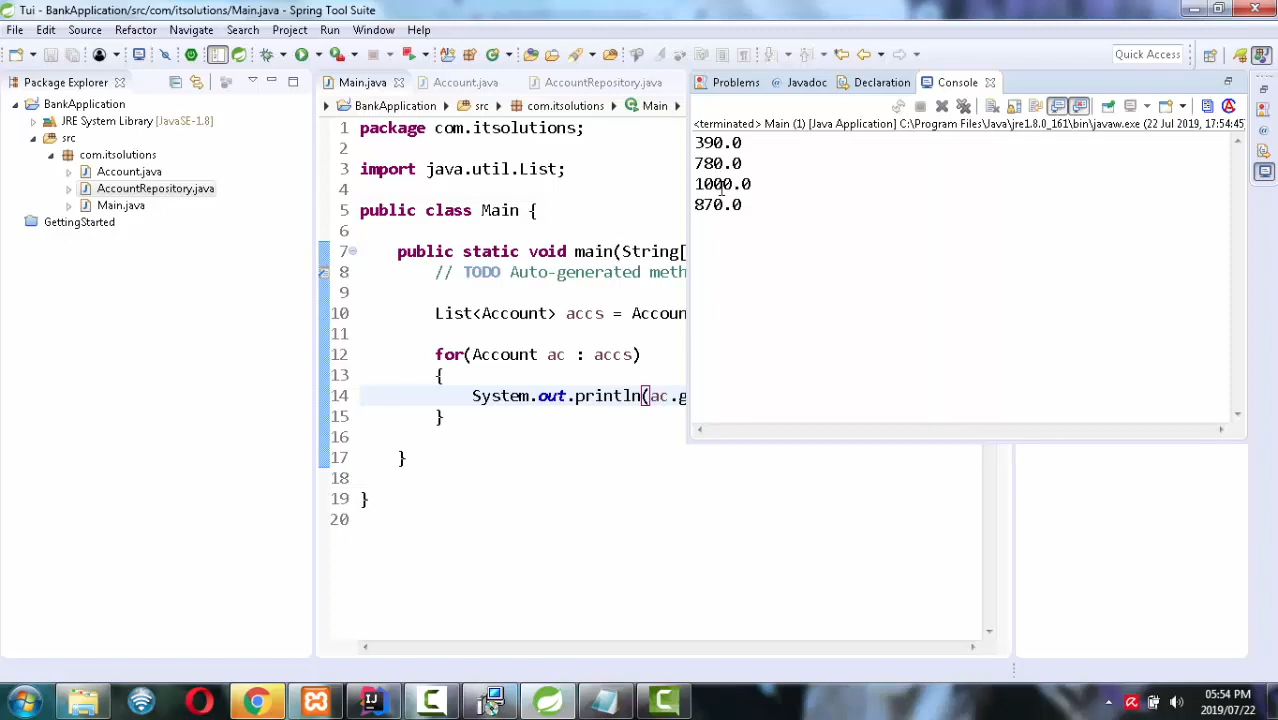 Tui - BankApplication/src/com/itsolutions/Main.java - Spring Tool Suite
File Edit Source Refactor Navigate Search Project Run Window Help
Quick Access
Package Explorer
BankApplication
JRE System Library [JavaSE-1.8]
src
com.itsolutions
Account.java
AccountRepository.java
Main.java
GettingStarted
Main.java Account.java AccountRepository.java
BankApplication src com.itsolutions Main
1 package com.itsolutions;
2
3 import java.util.List;
4
5 public class Main {
6
7 public static void main(String[
8 // TODO Auto-generated meth
9
10 List<Account> accs = Accoun
11
12 for(Account ac : accs)
13 {
14 System.out.println(ac.g
15 }
16
17 }
18
19 }
20
Problems @ Javadoc Declaration Console
<terminated> Main (1) [Java Application] C:\Program Files\Java\jre1.8.0_161\bin\javaw.exe (22 Jul 2019, 17:54:45)
390.0
780.0
1000.0
870.0
05:54 PM
2019/07/22